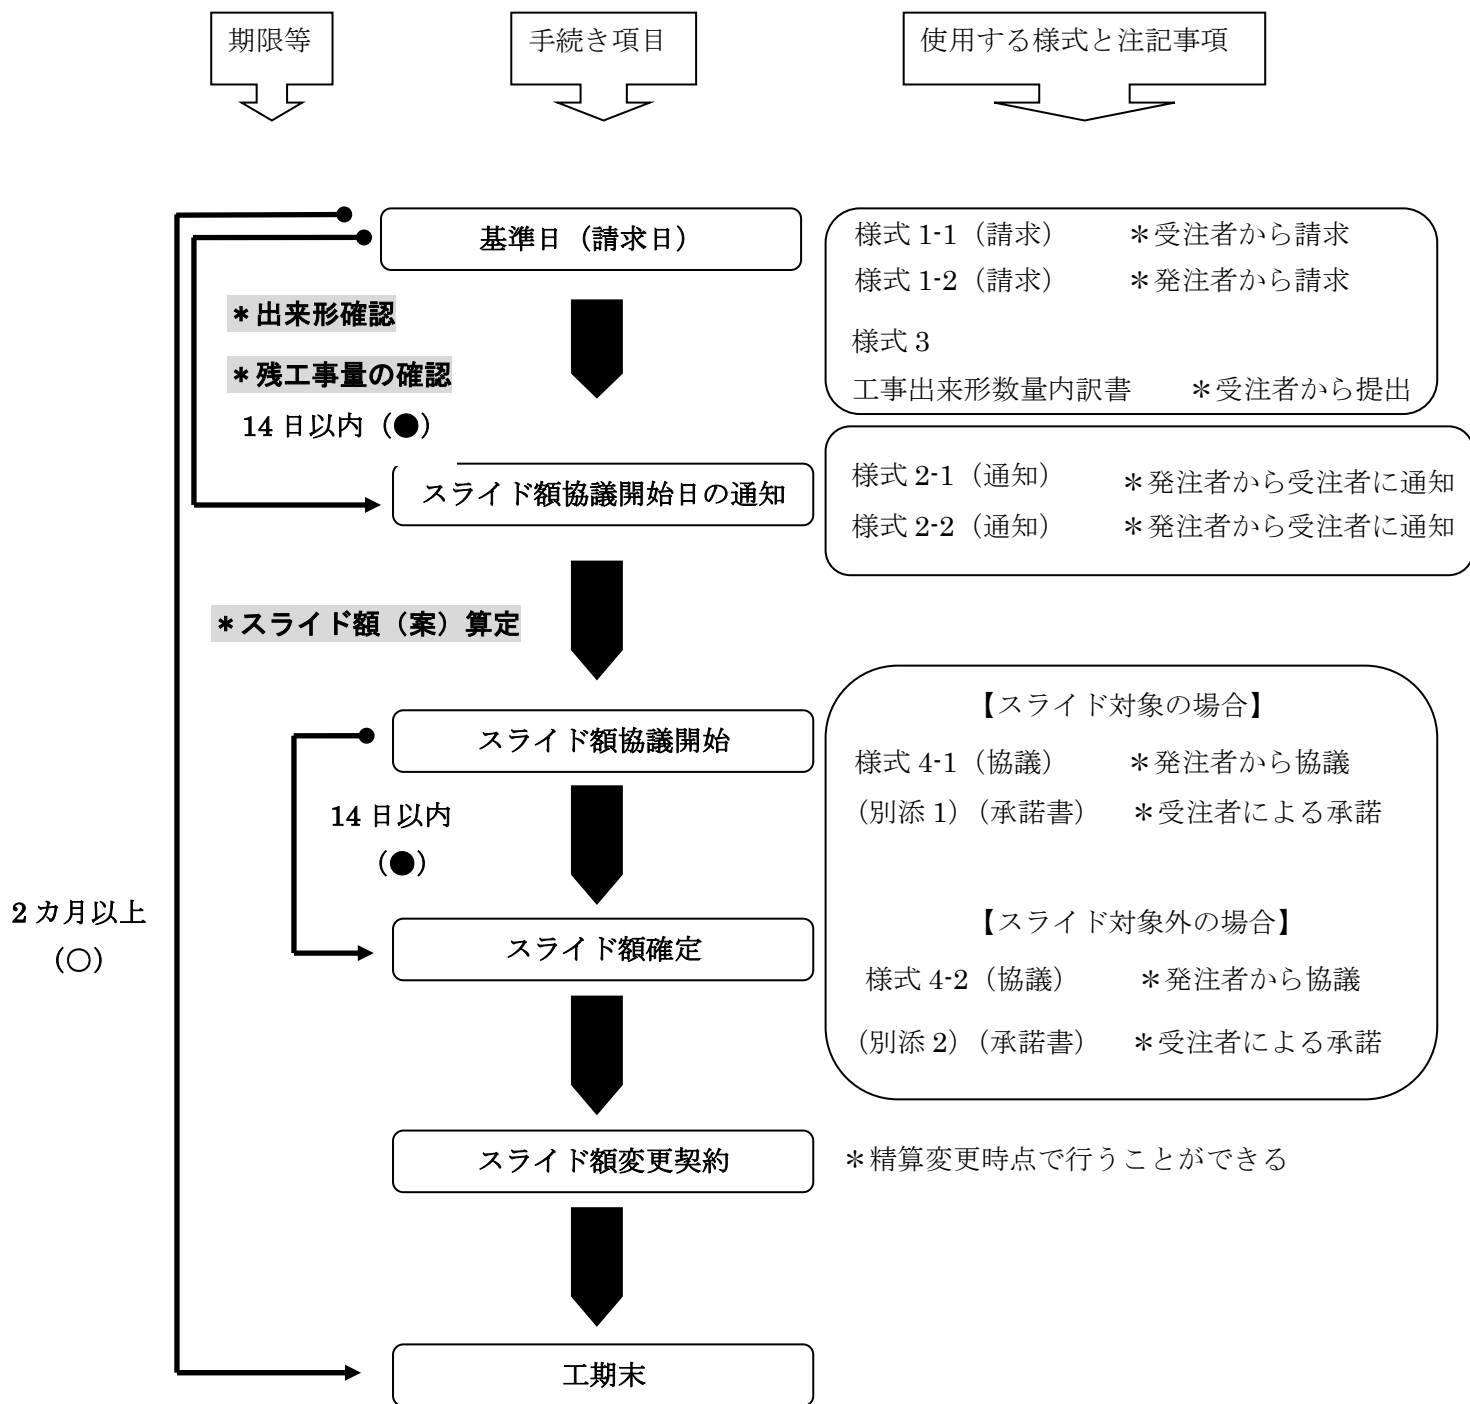 期限等
手続き項目
使用する様式と注記事項
基準日（請求日）
様式 1-1（請求） ＊受注者から請求
様式 1-2（請求） ＊発注者から請求
＊出来形確認
様式 3
＊残工事量の確認
工事出来形数量内訳書 ＊受注書から提出
14 日以内（●）
スライド額協議開始日の通知
様式 2-1（通知） ＊発注者から受注者に通知
様式 2-2（通知） ＊発注者から受注者に通知
＊スライド額（案）算定
【スライド対象の場合】
スライド額協議開始
様式 4-1（協議） ＊発注者から協議
（別添 1）（承諾書） ＊受注者による承諾
14 日以内
（●）
2 カ月以上
（○）
スライド額確定
【スライド対象外の場合】
様式 4-2（協議） ＊発注者から協議
（別添 2）（承諾書） ＊受注者による承諾
スライド額変更契約
＊精算変更時点で行うことができる
工期末